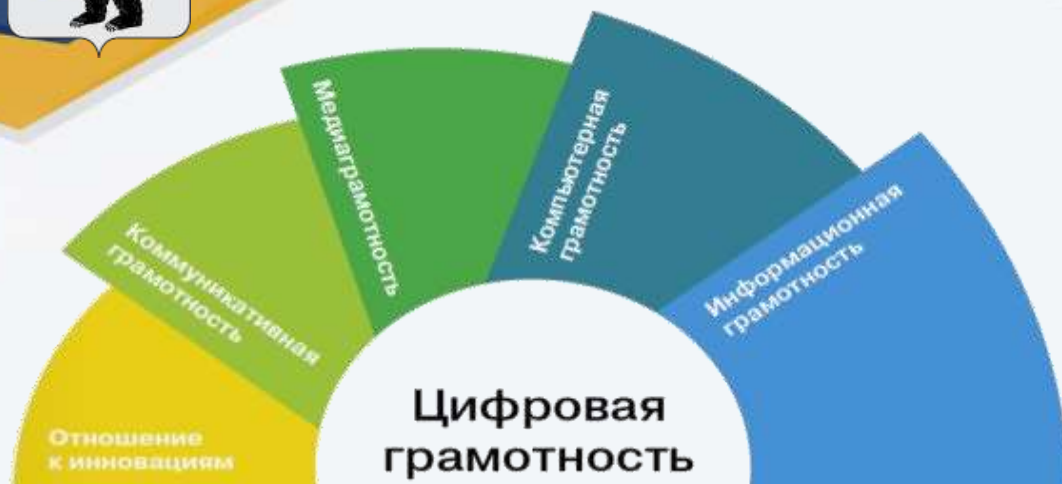 Отношение
к инновациям
Коммуникативная
грамотность
Медиаграмотность
Компьютерная
грамотность
Информационная
грамотность
Цифровая
грамотность